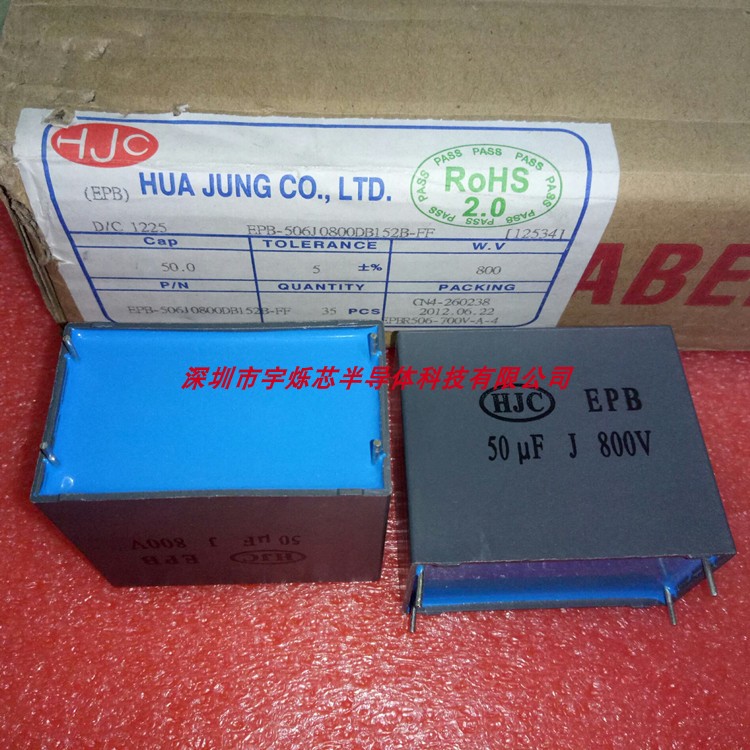 HJC
(EPB) HUA JUNG CO., LTD.
PASS PASS PASS PASS PASS PASS PASS PASS PASS
RoHS
2.0
D/C 1225 EPB-506J0800DB152B-FF [12534]
Cap TOLERANCE W.V
50.0 5 ±% 800
P/N QUANTITY PACKING
EPB-506J0800DB152B-FF 35 PCS CN4-260238
2012.06.22
EPBR506-700V-A-4
ABE
深圳市宇烁芯半导体科技有限公司
HJC EPB
50 µF J 800V
HJC EPB
50 µF J 800V